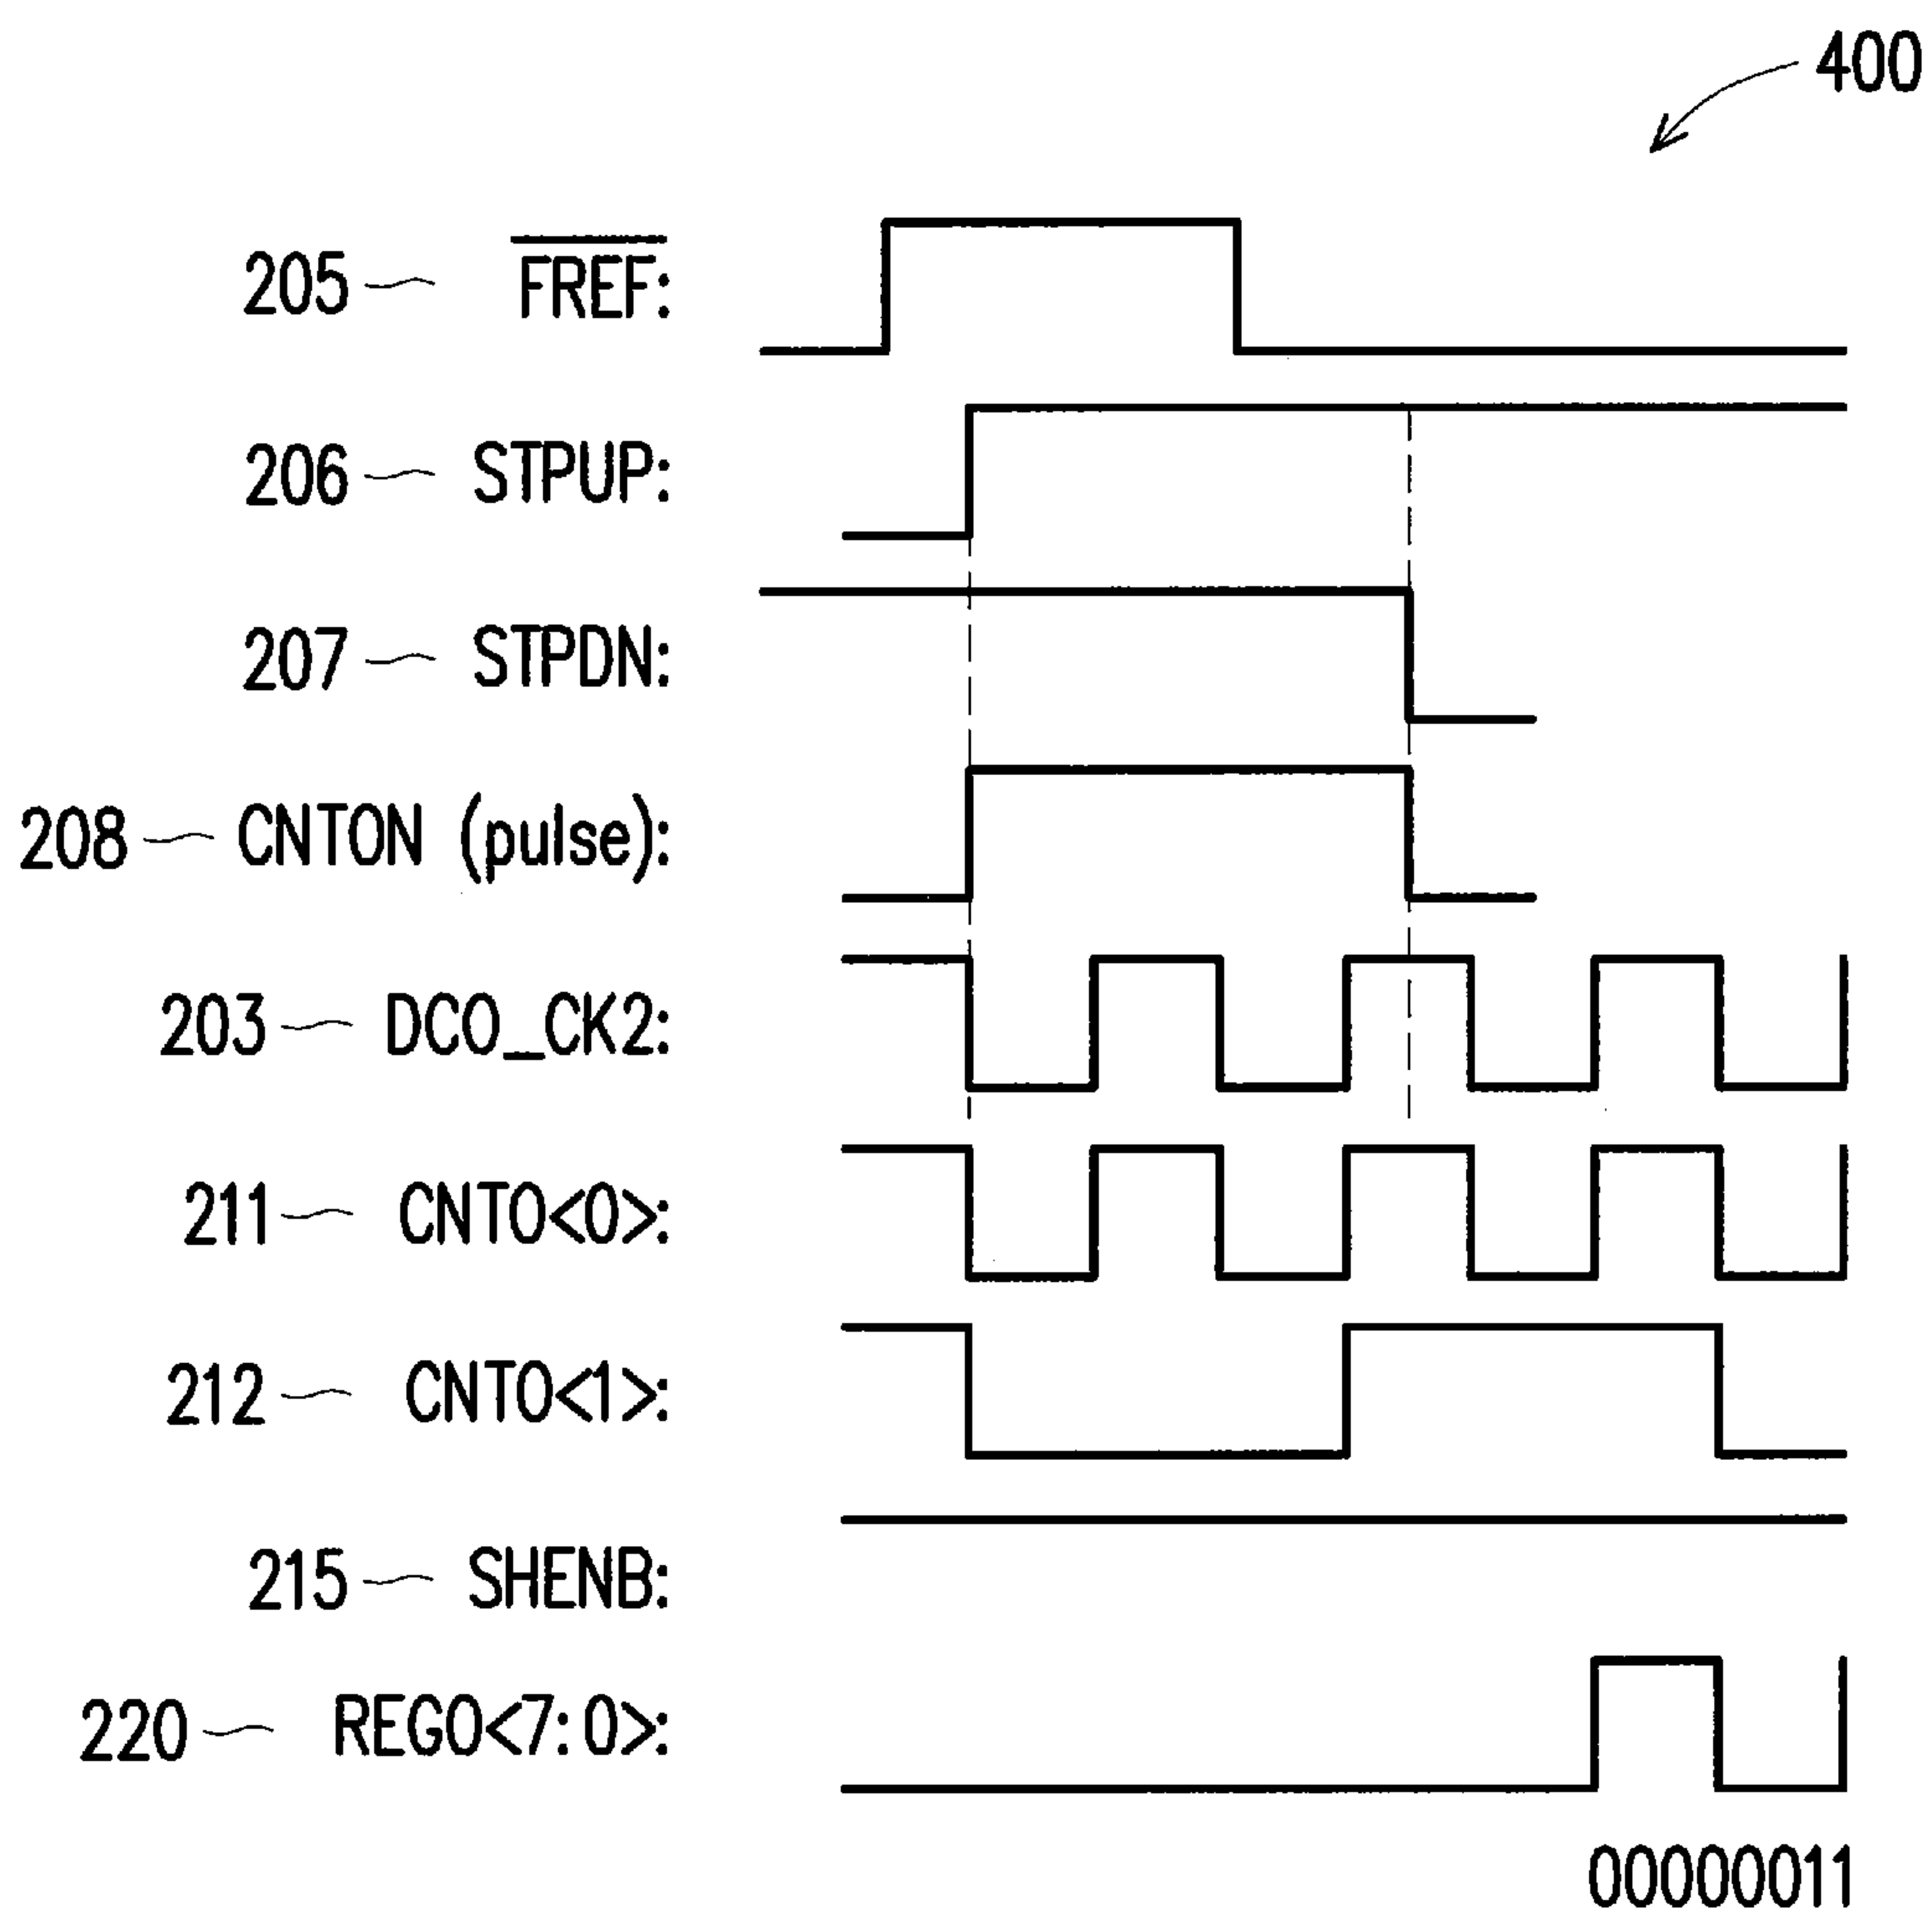 400
205 FREF:
206 STPUP:
207 STPDN:
208 CNTON (pulse):
203 DCO_CK2:
211 CNTO<0>:
212 CNTO<1>:
215 SHENB:
220 REGO<7:0>:
00000011